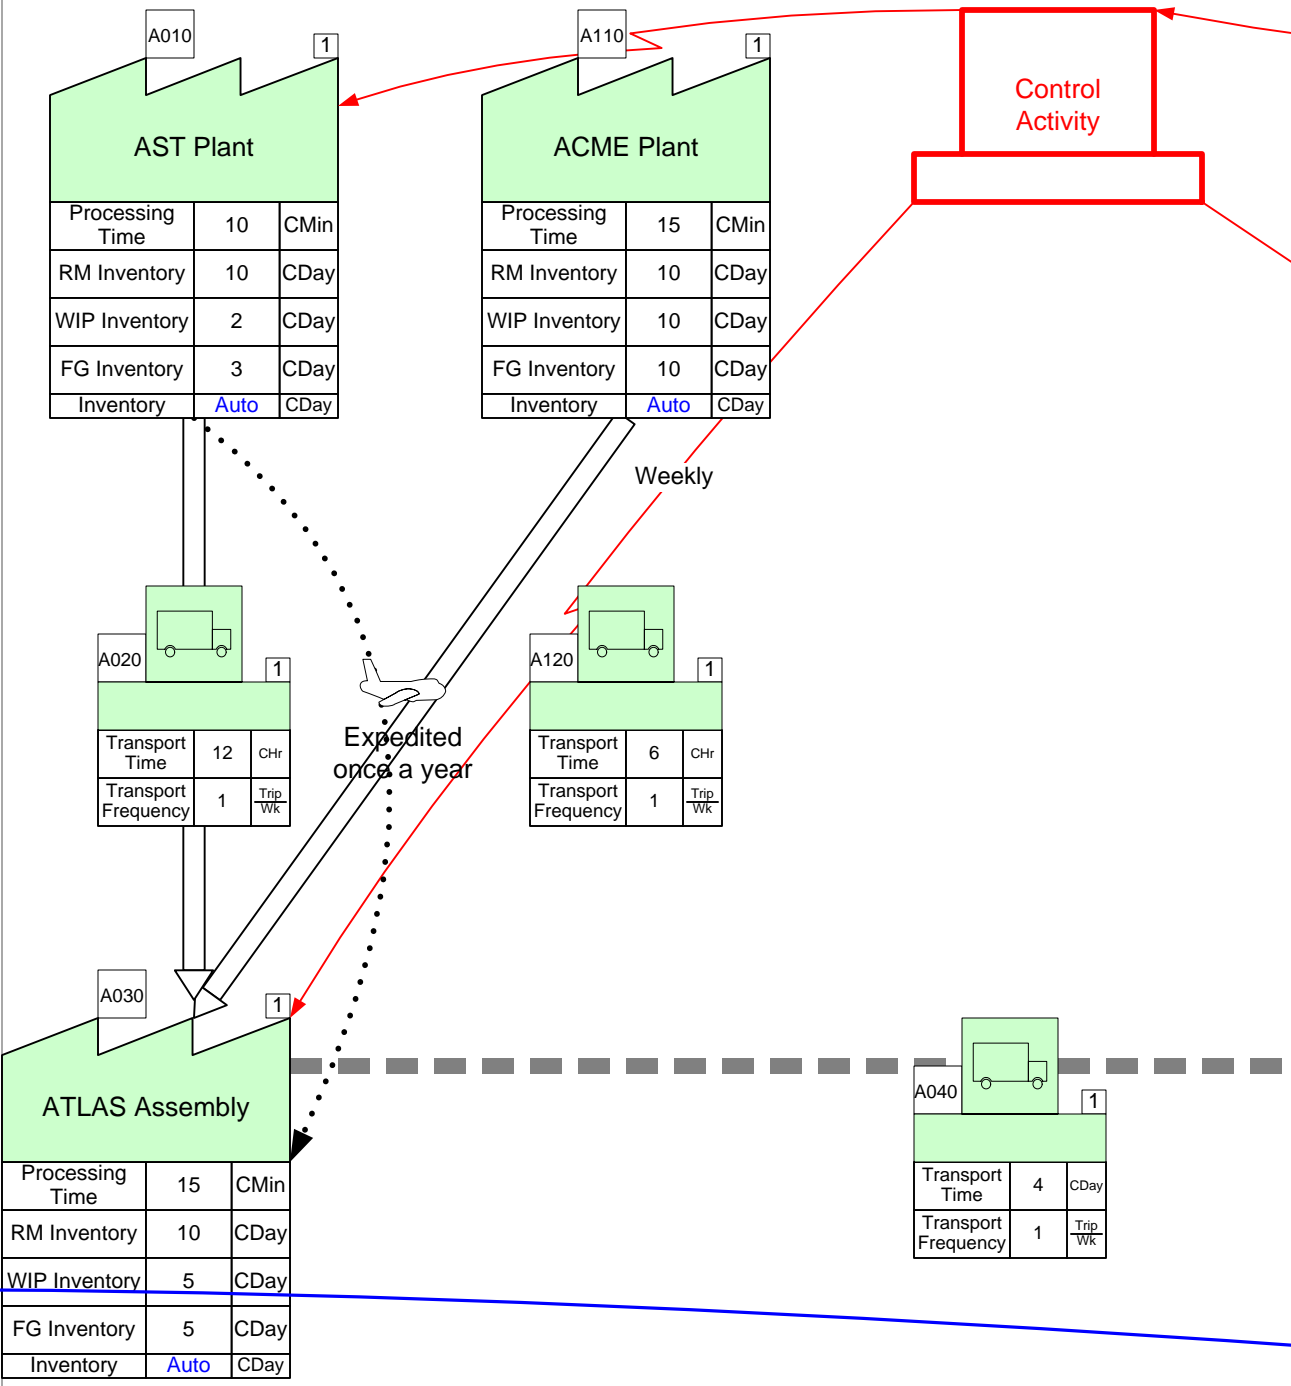 A010
1
A110
1
Control
Activity
AST Plant
ACME Plant
Processing
Time
10
CMin
RM Inventory
10
CDay
WIP Inventory
2
CDay
FG Inventory
3
CDay
Inventory
Auto
CDay
Processing
Time
15
CMin
RM Inventory
10
CDay
WIP Inventory
10
CDay
FG Inventory
10
CDay
Inventory
Auto
CDay
Weekly
A020
1
Transport
Time
12
CHr
Transport
Frequency
1
Trip
Wk
Expedited
once a year
A120
1
Transport
Time
6
CHr
Transport
Frequency
1
Trip
Wk
A030
1
ATLAS Assembly
Processing
Time
15
CMin
RM Inventory
10
CDay
WIP Inventory
5
CDay
FG Inventory
5
CDay
Inventory
Auto
CDay
A040
1
Transport
Time
4
CDay
Transport
Frequency
1
Trip
Wk